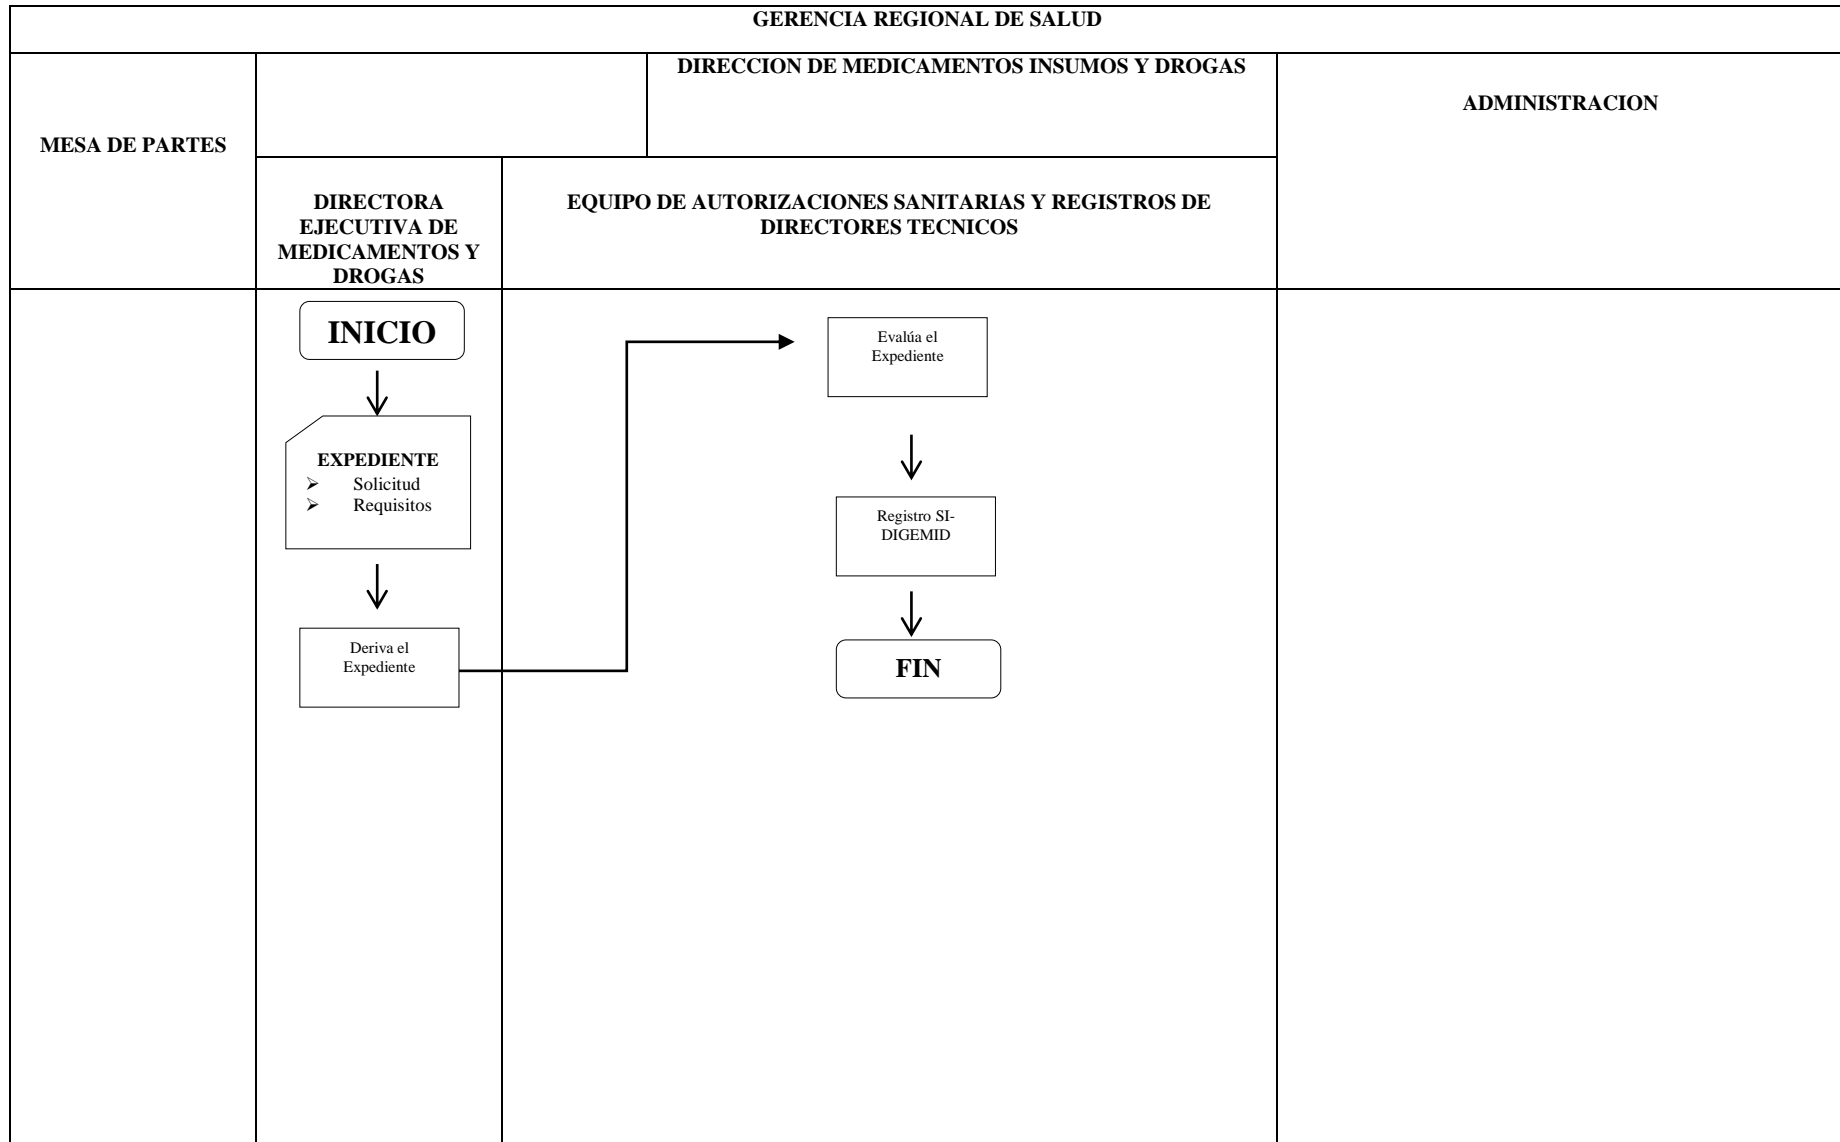 GERENCIA REGIONAL DE SALUD
DIRECCION DE MEDICAMENTOS INSUMOS Y DROGAS
ADMINISTRACION
MESA DE PARTES
DIRECTORA
EJECUTIVA DE
MEDICAMENTOS Y
DROGAS
EQUIPO DE AUTORIZACIONES SANITARIAS Y REGISTROS DE
DIRECTORES TECNICOS
INICIO
EXPEDIENTE
Solicitud
Requisitos
Deriva el
Expediente
Evalúa el
Expediente
Registro SI-
DIGEMID
FIN